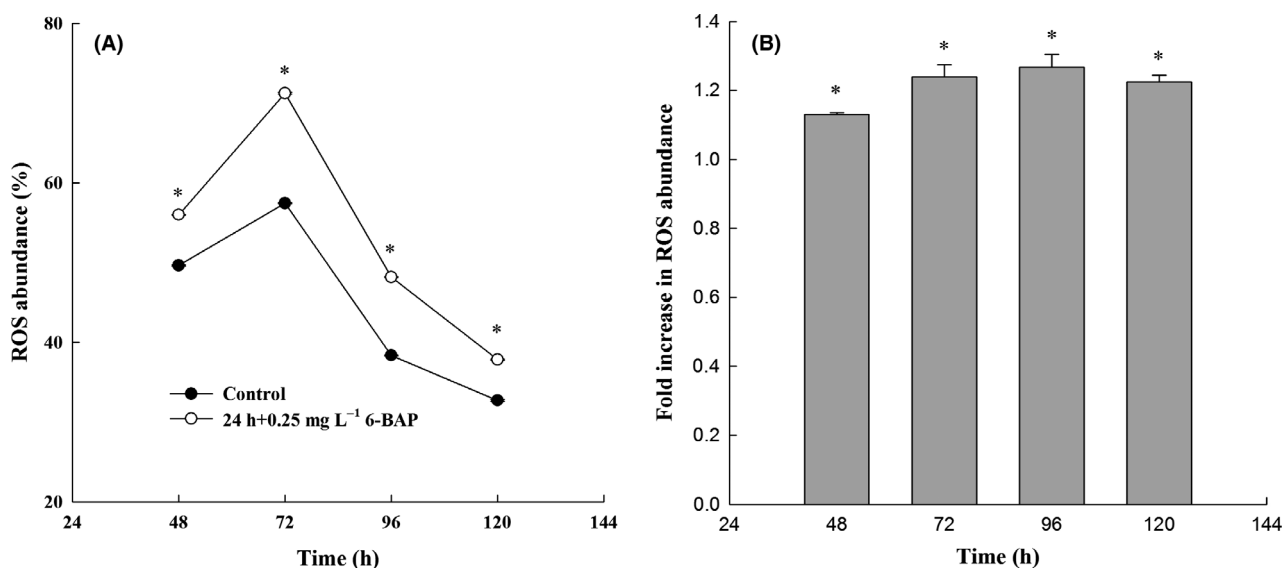 (A)
80
60
40
20
ROS abundance (%)
*
*
*
*
Control
24 h+0.25 mg L⁻¹ 6-BAP
24 48 72 96 120 144
Time (h)
(B)
1.4
1.2
1.0
0.8
0.6
0.4
0.2
0.0
Fold increase in ROS abundance
* * * *
24 48 72 96 120 144
Time (h)